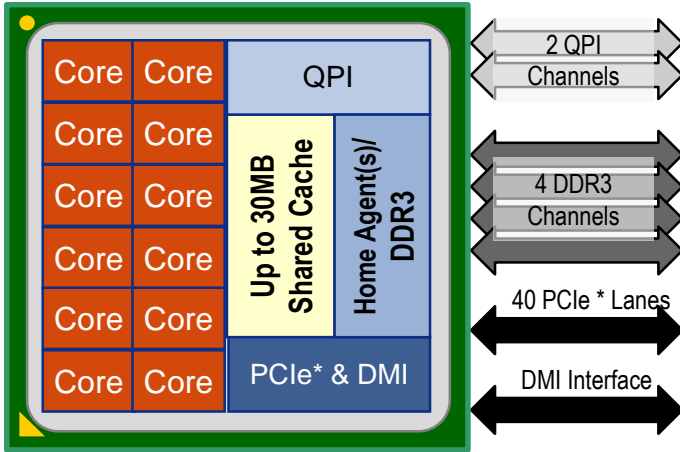 Core Core
Core Core
Core Core
Core Core
Core Core
Core Core
QPI
Up to 30MB
Shared Cache
Home Agent(s)/
DDR3
PCIe* & DMI
2 QPI
Channels
4 DDR3
Channels
40 PCIe * Lanes
DMI Interface